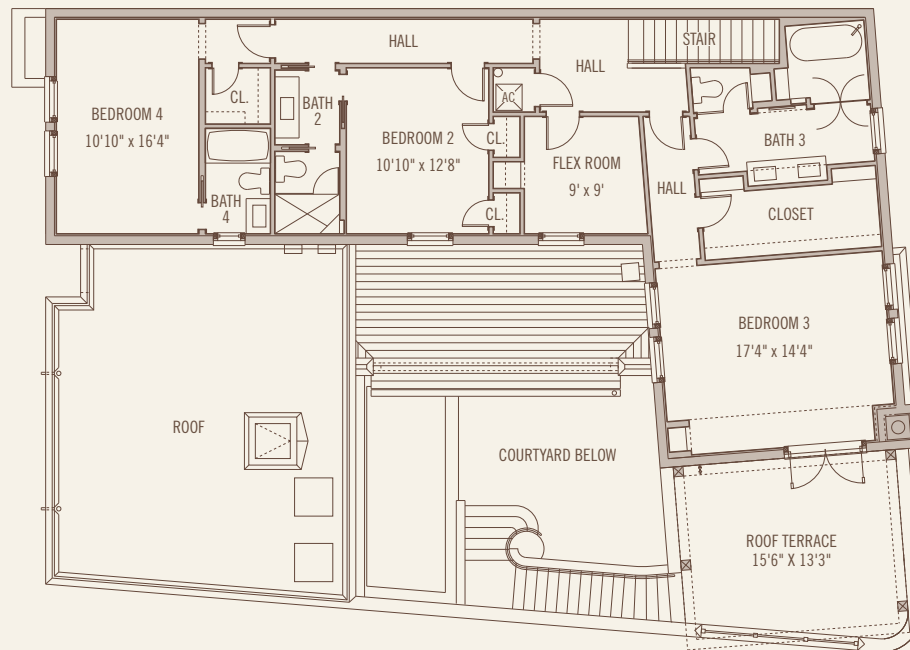 HALL
STAIR
HALL
CL.
BATH
2
AC
BEDROOM 4
10'10" x 16'4"
BEDROOM 2
10'10" x 12'8"
CL.
BATH 3
FLEX ROOM
9' x 9'
HALL
BATH
4
CL.
CLOSET
BEDROOM 3
17'4" x 14'4"
ROOF
COURTYARD BELOW
ROOF TERRACE
15'6" X 13'3"